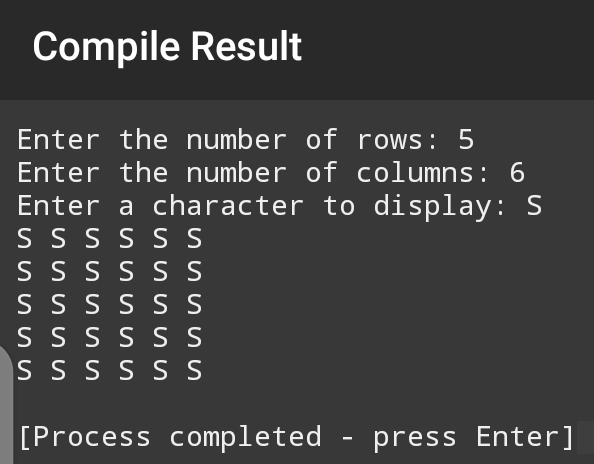 Compile Result
Enter the number of rows: 5
Enter the number of columns: 6
Enter a character to display: S
S S S S S S
S S S S S S
S S S S S S
S S S S S S
S S S S S S
[Process completed - press Enter]